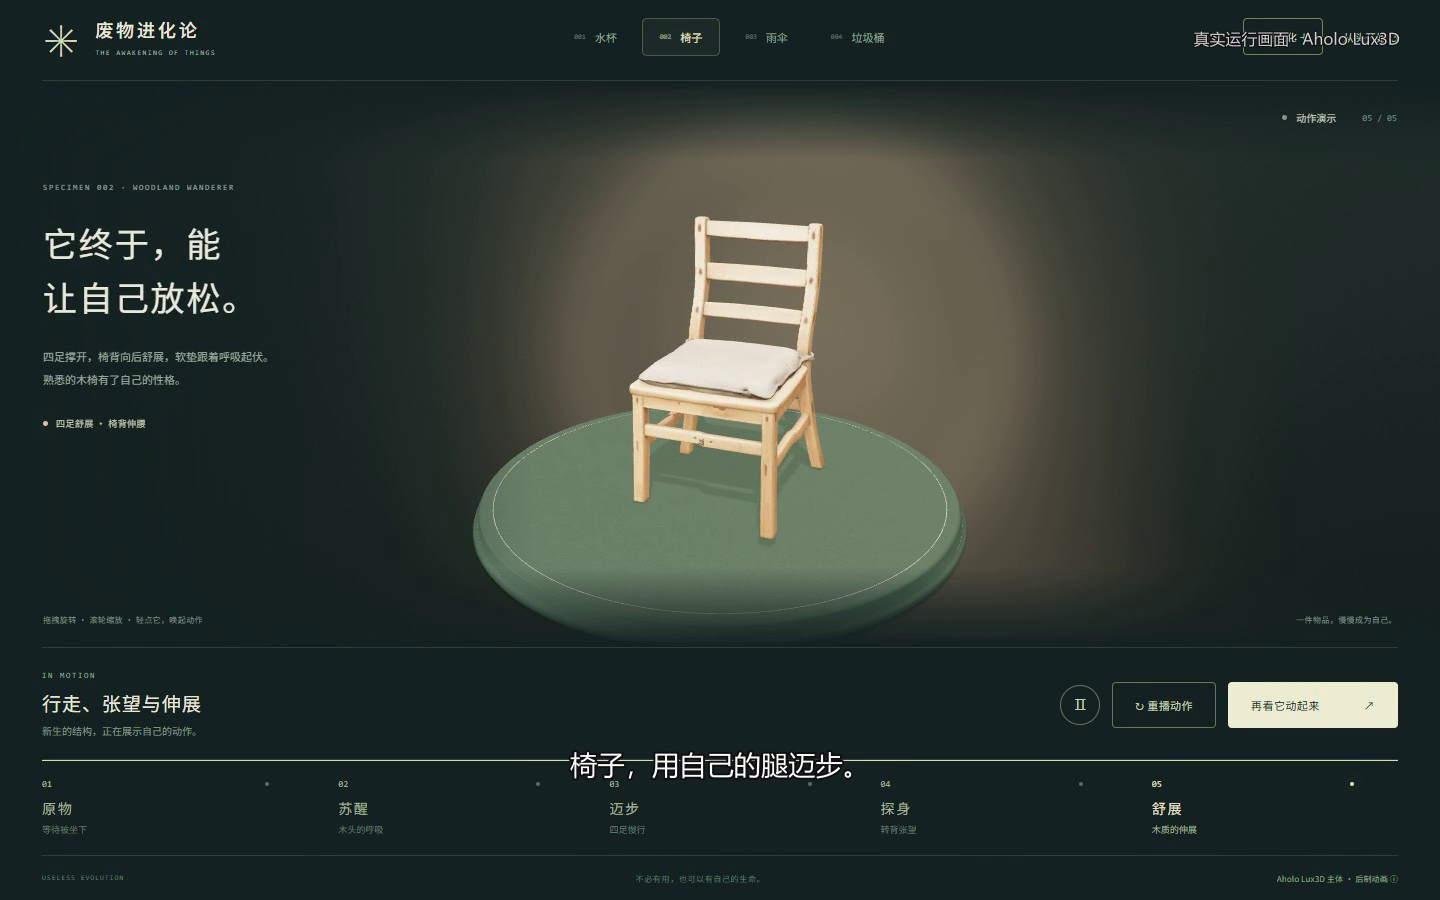 废物进化论
THE AWAKENING OF THINGS
001 水杯
002 椅子
003 雨伞
004 垃圾桶
真实运行画面 · Aholo Lux3D
动作演示
05 / 05
SPECIMEN 002 · WOODLAND WANDERER
它终于，能
让自己放松。
四足撑开，椅背向后舒展，软垫跟着呼吸起伏。
熟悉的木椅有了自己的性格。
四足舒展 · 椅背伸腰
拖拽旋转 · 滚轮缩放 · 轻点它，唤起动作
一件物品，慢慢成为自己。
IN MOTION
行走、张望与伸展
新生的结构，正在展示自己的动作。
↻ 重播动作
再看它动起来 ↗
椅子，用自己的腿迈步。
01
原物
等待被坐下
02
苏醒
木头的呼吸
03
迈步
四足慢行
04
探身
转背张望
05
舒展
木质的伸展
USELESS EVOLUTION
不必有用，也可以有自己的生命。
Aholo Lux3D 主体 · 后制动画 ⓘ